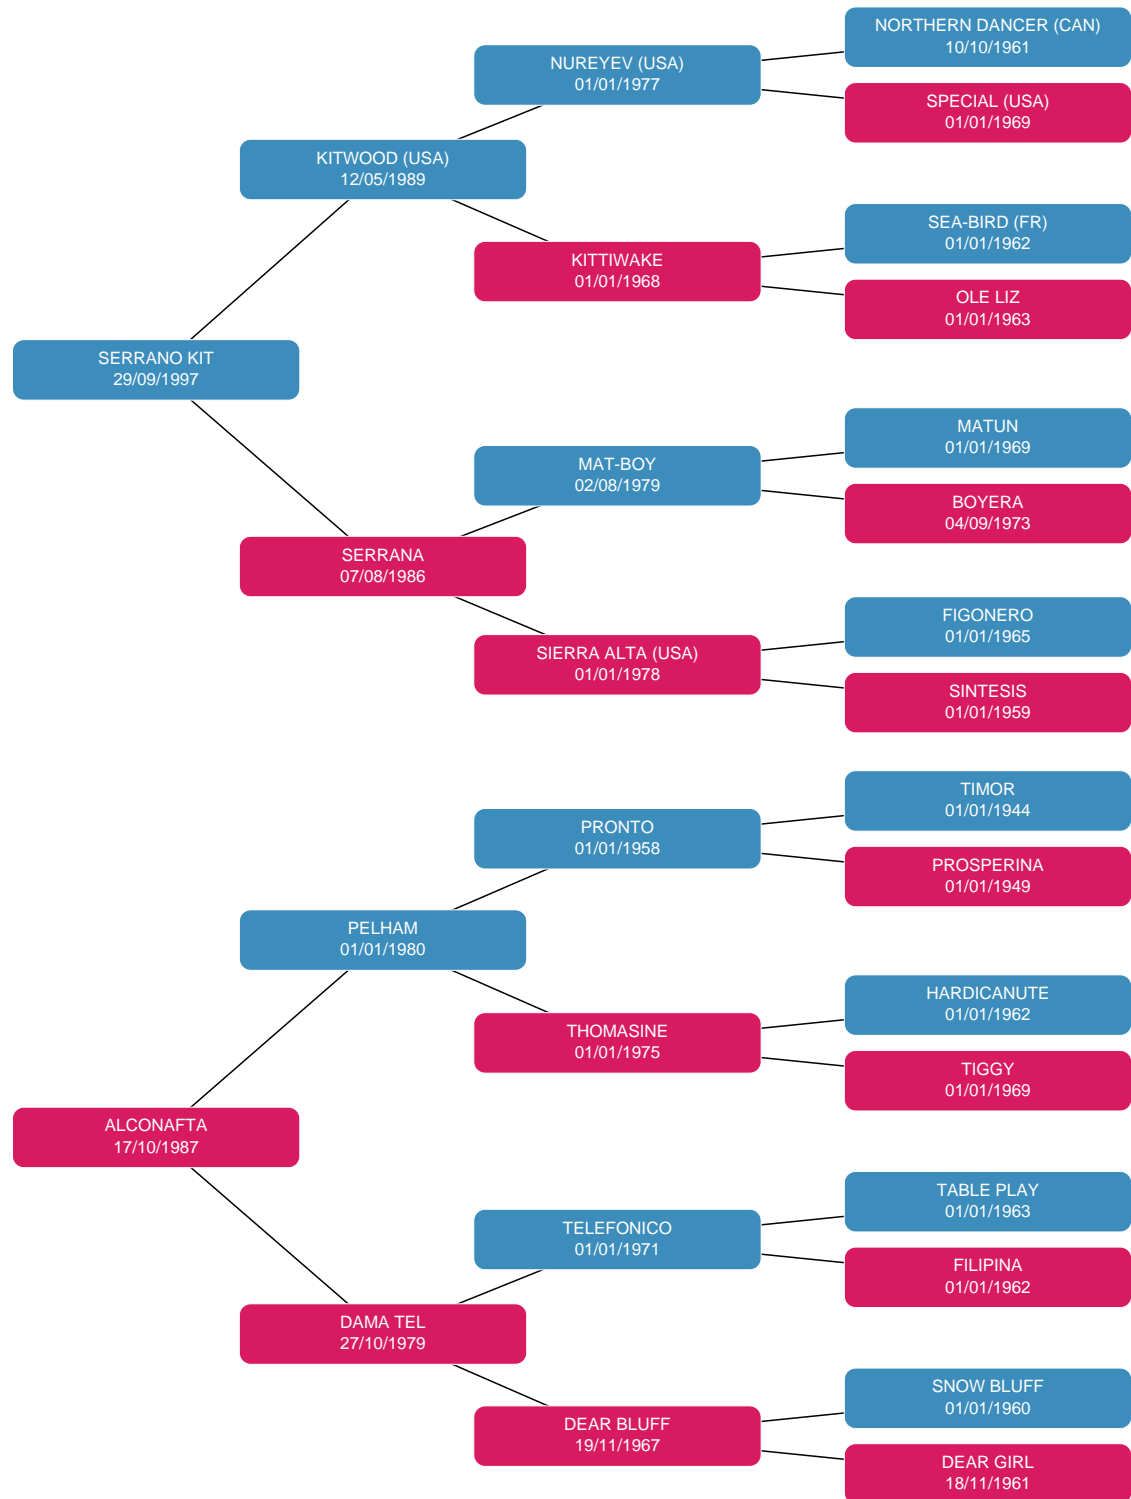 NORTHERN DANCER (CAN)
10/10/1961
NUREYEV (USA)
01/01/1977
SPECIAL (USA)
01/01/1969
KITWOOD (USA)
12/05/1989
SEA-BIRD (FR)
01/01/1962
KITTIWAKE
01/01/1968
OLE LIZ
01/01/1963
SERRANO KIT
29/09/1997
MATUN
01/01/1969
MAT-BOY
02/08/1979
BOYERA
04/09/1973
SERRANA
07/08/1986
FIGONERO
01/01/1965
SIERRA ALTA (USA)
01/01/1978
SINTESIS
01/01/1959
TIMOR
01/01/1944
PRONTO
01/01/1958
PROSPERINA
01/01/1949
PELHAM
01/01/1980
HARDICANUTE
01/01/1962
THOMASINE
01/01/1975
TIGGY
01/01/1969
ALCONAFTA
17/10/1987
TABLE PLAY
01/01/1963
TELEFONICO
01/01/1971
FILIPINA
01/01/1962
DAMA TEL
27/10/1979
SNOW BLUFF
01/01/1960
DEAR BLUFF
19/11/1967
DEAR GIRL
18/11/1961